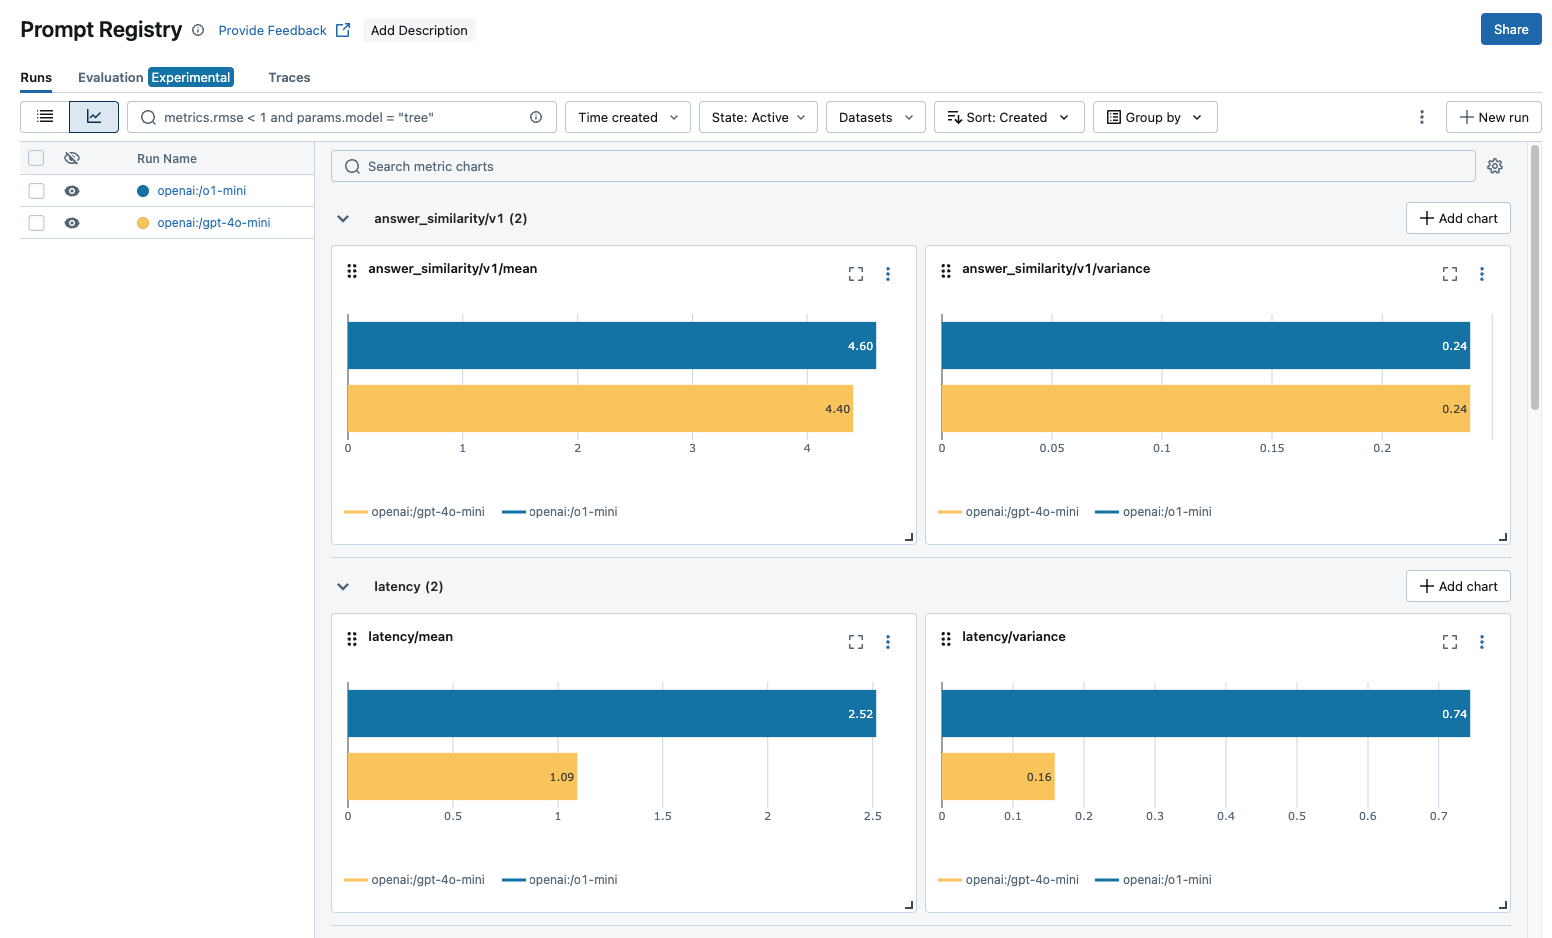 Prompt Registry Provide Feedback Add Description Share
Runs Evaluation Experimental Traces
metrics.rmse < 1 and params.model = "tree" Time created State: Active Datasets Sort: Created Group by New run
Run Name
openai:/o1-mini
openai:/gpt-4o-mini
Search metric charts
answer_similarity/v1 (2) Add chart
answer_similarity/v1/mean
4.60
4.40
0 1 2 3 4
openai:/gpt-4o-mini openai:/o1-mini
answer_similarity/v1/variance
0.24
0.24
0 0.05 0.1 0.15 0.2
openai:/gpt-4o-mini openai:/o1-mini
latency (2) Add chart
latency/mean
2.52
1.09
0 0.5 1 1.5 2 2.5
openai:/gpt-4o-mini openai:/o1-mini
latency/variance
0.74
0.16
0 0.1 0.2 0.3 0.4 0.5 0.6 0.7
openai:/gpt-4o-mini openai:/o1-mini